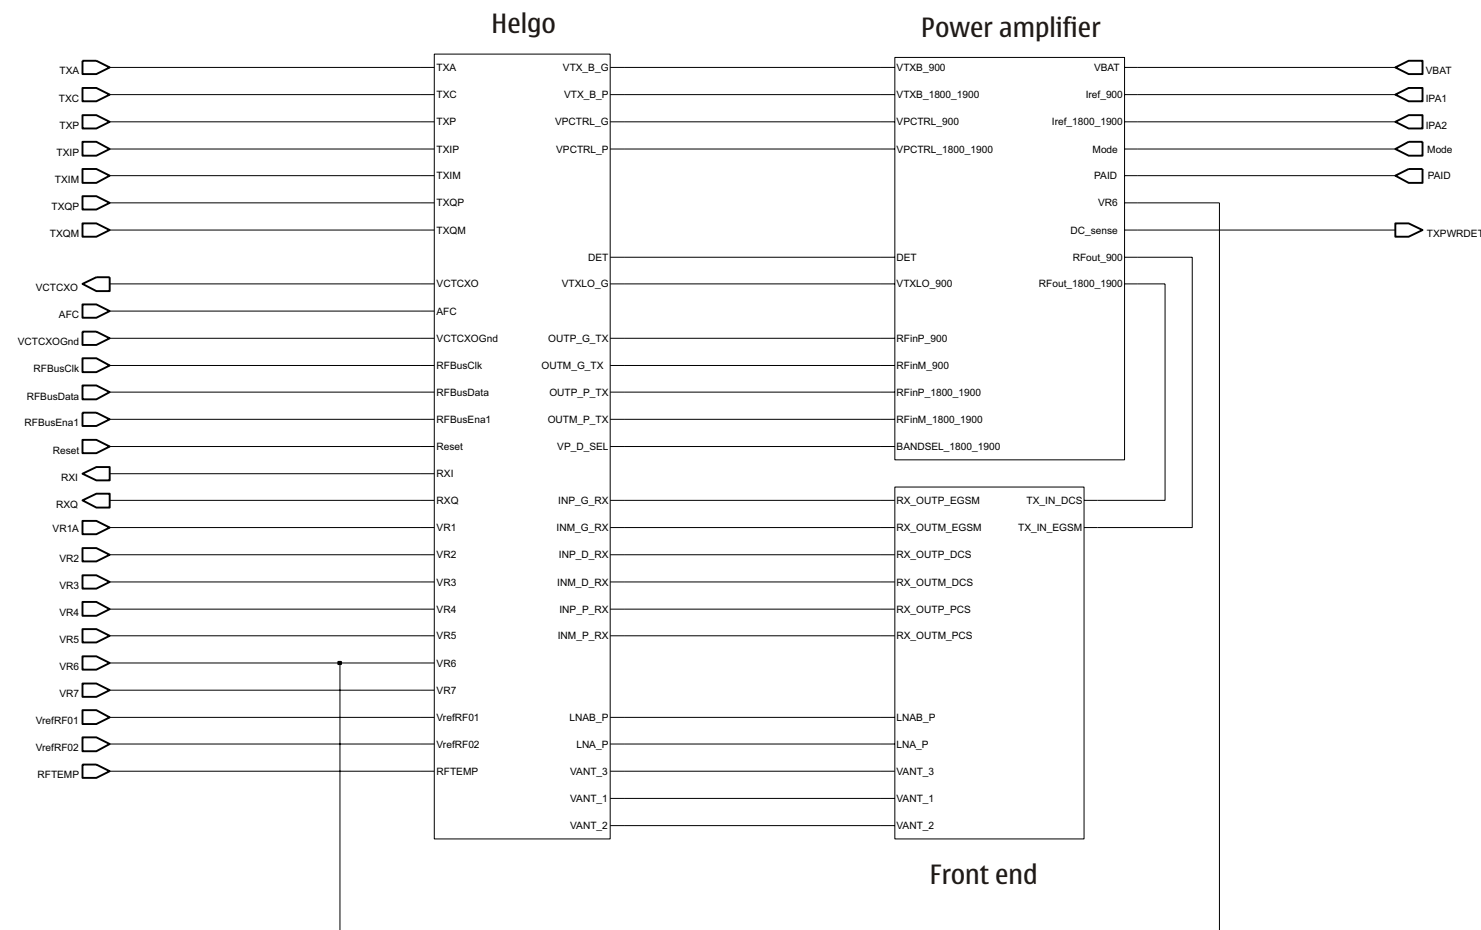 Helgo
Power amplifier
TXA TXA VTX_B_G VTXB_900 VBAT VBAT
TXC TXC VTX_B_P VTXB_1800_1900 Iref_900 IPA1
TXP TXP VPCTRL_G VPCTRL_900 Iref_1800_1900 IPA2
TXIP TXIP VPCTRL_P VPCTRL_1800_1900 Mode Mode
TXIM TXIM PAID PAID
TXQP TXQP VR6
TXQM TXQM DC_sense TXPWRDET
DET DET RFout_900
VCTCXO VCTCXO VTXLO_G VTXLO_900 RFout_1800_1900
AFC AFC
VCTCXOGnd VCTCXOGnd OUTP_G_TX RFinP_900
RFBusClk RFBusClk OUTM_G_TX RFinM_900
RFBusData RFBusData OUTP_P_TX RFinP_1800_1900
RFBusEna1 RFBusEna1 OUTM_P_TX RFinM_1800_1900
Reset Reset VP_D_SEL BANDSEL_1800_1900
RXI RXI
RXQ RXQ INP_G_RX RX_OUTP_EGSM TX_IN_DCS
VR1A VR1 INM_G_RX RX_OUTM_EGSM TX_IN_EGSM
VR2 VR2 INP_D_RX RX_OUTP_DCS
VR3 VR3 INM_D_RX RX_OUTM_DCS
VR4 VR4 INP_P_RX RX_OUTP_PCS
VR5 VR5 INM_P_RX RX_OUTM_PCS
VR6 VR6
VR7 VR7
VrefRF01 VrefRF01 LNAB_P LNAB_P
VrefRF02 VrefRF02 LNA_P LNA_P
RFTEMP RFTEMP VANT_3 VANT_3
VANT_1 VANT_1
VANT_2 VANT_2
Front end